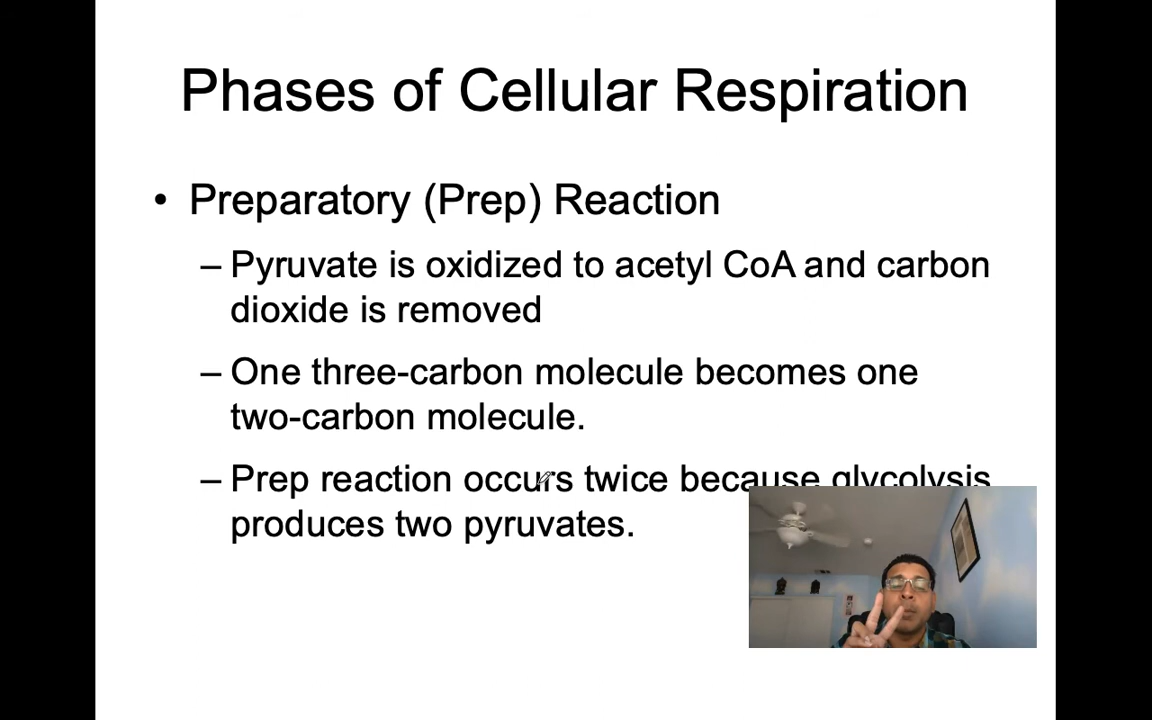 Phases of Cellular Respiration
• Preparatory (Prep) Reaction
– Pyruvate is oxidized to acetyl CoA and carbon
dioxide is removed
– One three-carbon molecule becomes one
two-carbon molecule.
– Prep reaction occurs twice because glycolysis
produces two pyruvates.